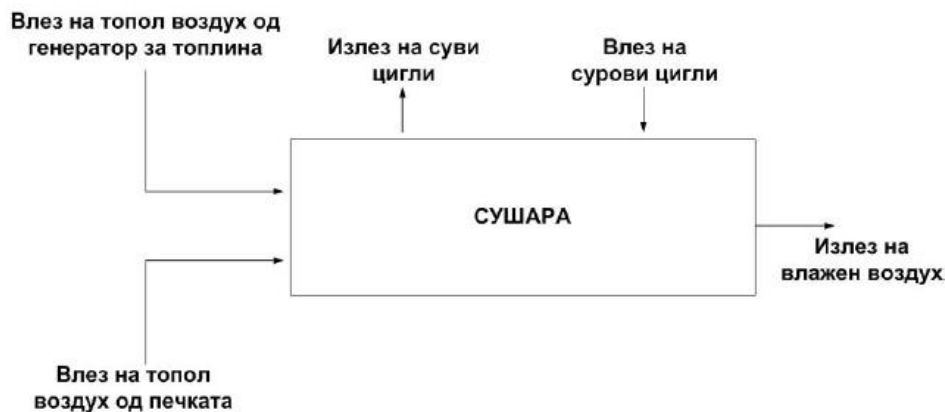 Влез на топол воздух од
генератор за топлина
Излез на суви
цигли
Влез на
сурови цигли
СУШАРА
Излез на
влажен воздух
Влез на топол
воздух од печката